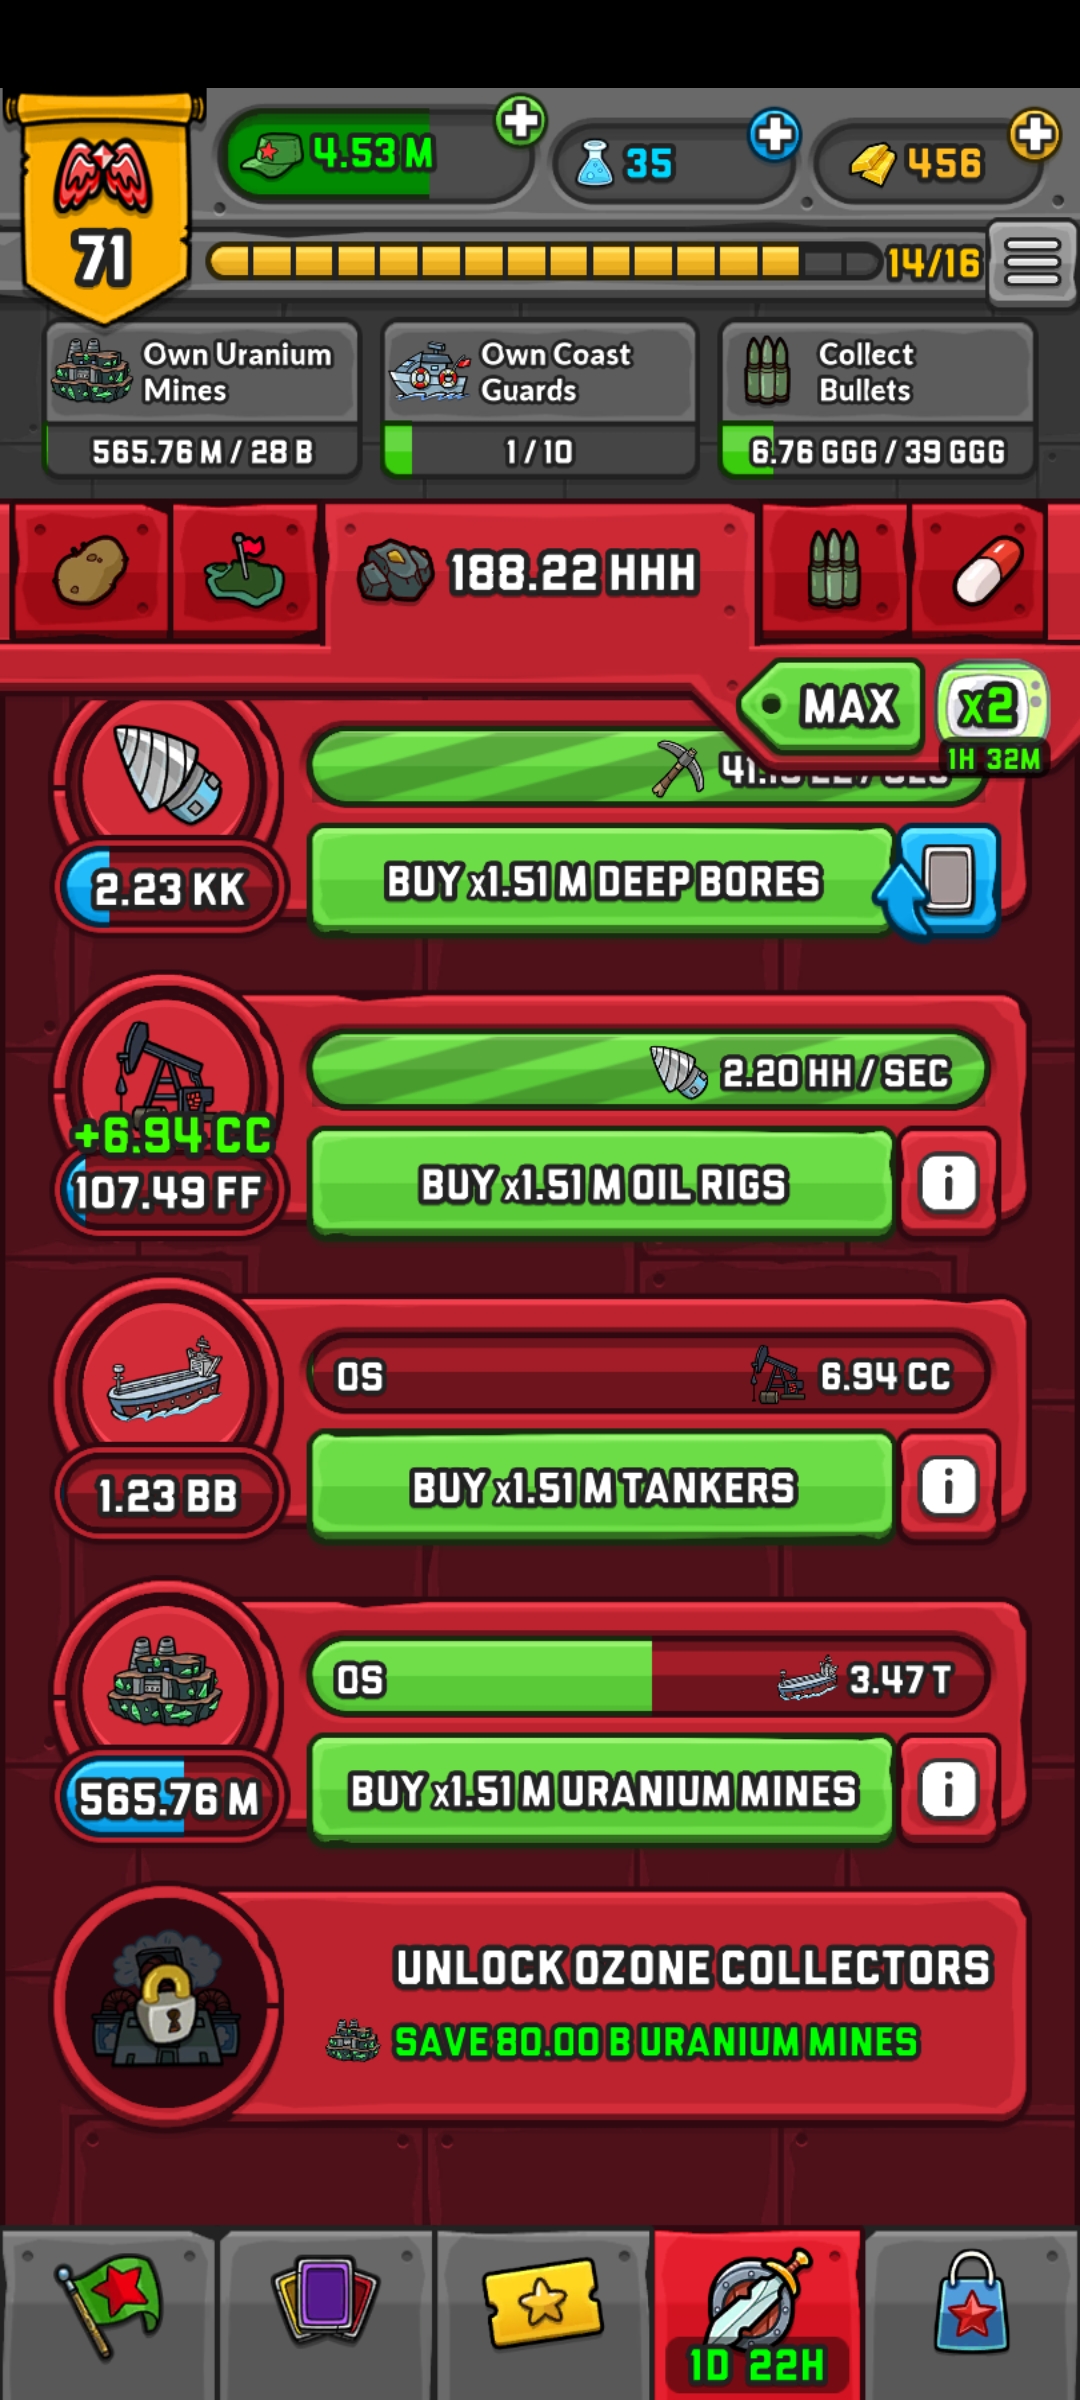 4.53 M
35
456
71
14/16
Own Uranium
Mines
565.76 M / 28 B
Own Coast
Guards
1 / 10
Collect
Bullets
6.76 GGG / 39 GGG
188.22 HHH
MAX
x2
1H 32M
2.23 KK
BUY x1.51 M DEEP BORES
+6.94 CC
107.49 FF
2.20 HH / SEC
BUY x1.51 M OIL RIGS
0S
6.94 CC
1.23 BB
BUY x1.51 M TANKERS
0S
3.47 T
565.76 M
BUY x1.51 M URANIUM MINES
UNLOCK OZONE COLLECTORS
SAVE 80.00 B URANIUM MINES
1D 22H